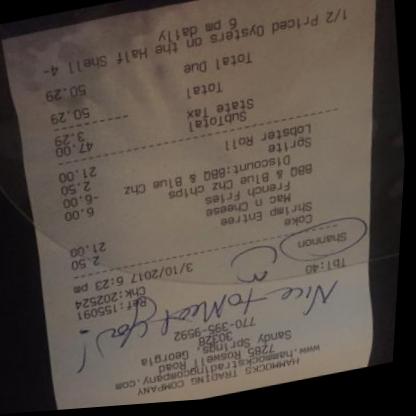 HAMMOCKS TRADING COMPANY
www.hammockstradingcompany.com
7285 Roswell Road
Sandy Springs, Georgia
30328
770-395-9592
Nice to Meet you!
Ref:155091
Chk:202524
3/10/2017 6:23 pm
Tbl:40
Shannon
Coke 2.50
Shrimp Entree 21.00
Mac n Cheese
French Fries 6.00
BBQ & Blue Chz chips 6.00
Discount:BBQ & Blue Chz -6.00
Sprite 2.50
Lobster Roll 21.00
SubTotal 47.00
State Tax 3.29
Total 50.29
Total Due 50.29
1/2 Priced Oysters on the Half Shell 4-
6 pm daily